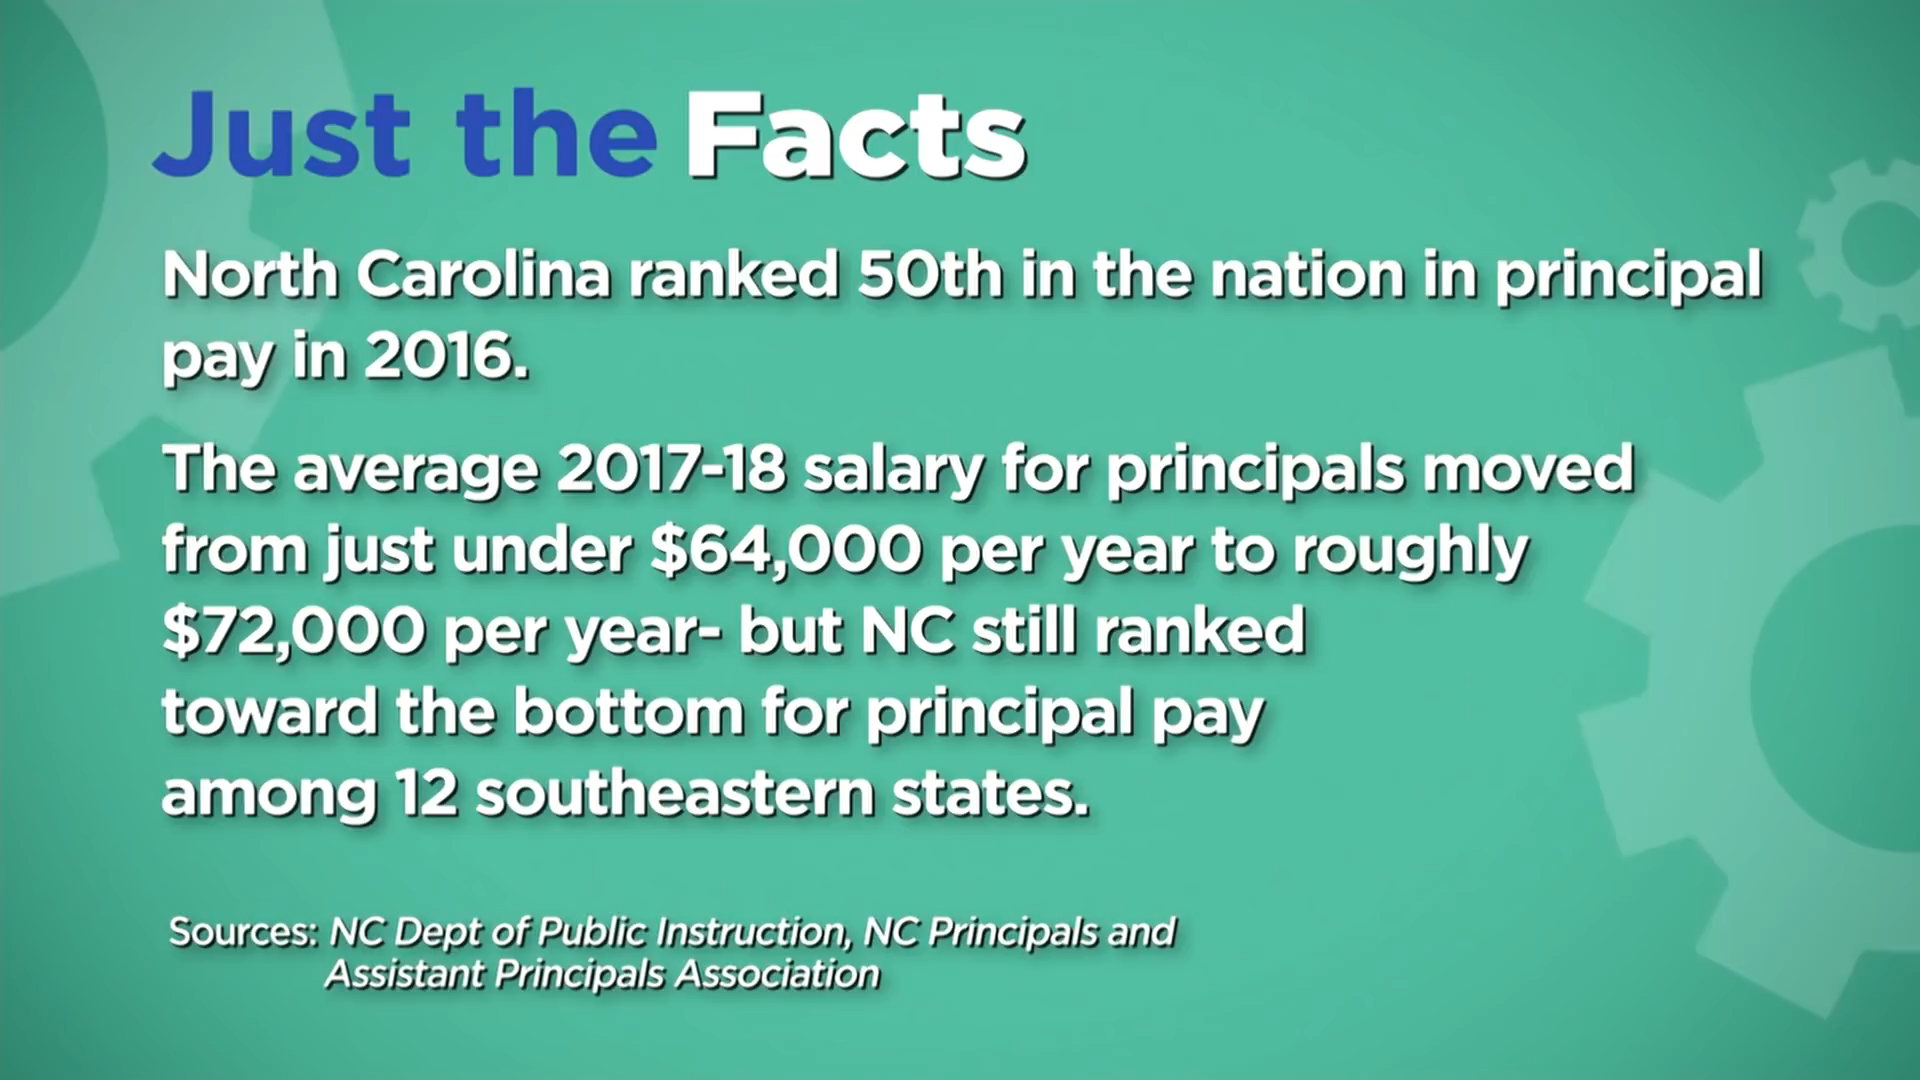 Just the Facts
North Carolina ranked 50th in the nation in principal
pay in 2016.
The average 2017-18 salary for principals moved
from just under $64,000 per year to roughly
$72,000 per year- but NC still ranked
toward the bottom for principal pay
among 12 southeastern states.
Sources: NC Dept of Public Instruction, NC Principals and
Assistant Principals Association